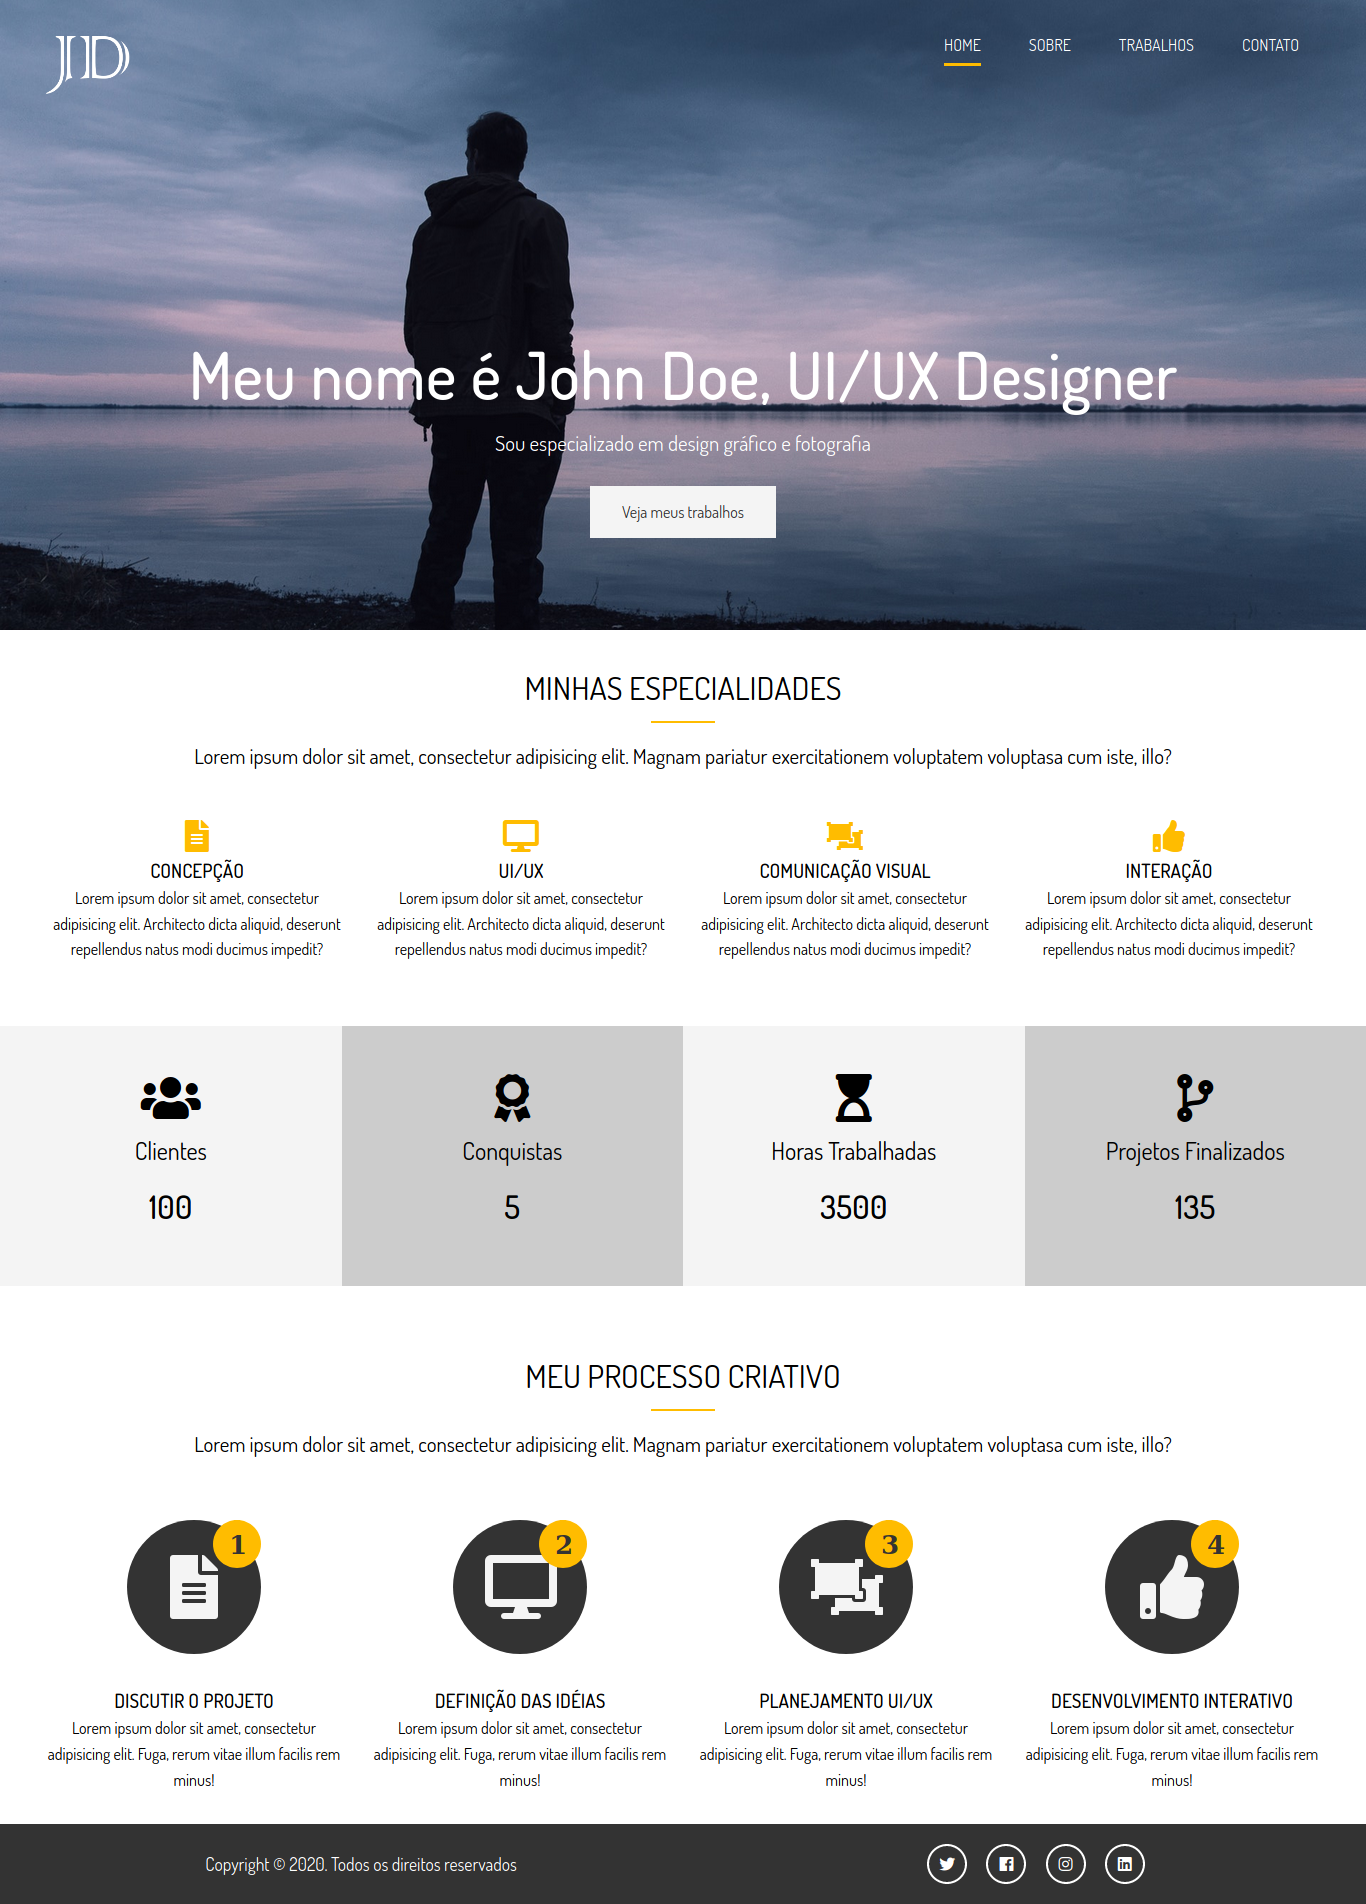 JD
HOME SOBRE TRABALHOS CONTATO
Meu nome é John Doe, UI/UX Designer
Sou especializado em design gráfico e fotografia
Veja meus trabalhos
MINHAS ESPECIALIDADES
Lorem ipsum dolor sit amet, consectetur adipisicing elit. Magnam pariatur exercitationem voluptatem voluptasa cum iste, illo?
CONCEPÇÃO
Lorem ipsum dolor sit amet, consectetur
adipisicing elit. Architecto dicta aliquid, deserunt
repellendus natus modi ducimus impedit?
UI/UX
Lorem ipsum dolor sit amet, consectetur
adipisicing elit. Architecto dicta aliquid, deserunt
repellendus natus modi ducimus impedit?
COMUNICAÇÃO VISUAL
Lorem ipsum dolor sit amet, consectetur
adipisicing elit. Architecto dicta aliquid, deserunt
repellendus natus modi ducimus impedit?
INTERAÇÃO
Lorem ipsum dolor sit amet, consectetur
adipisicing elit. Architecto dicta aliquid, deserunt
repellendus natus modi ducimus impedit?
Clientes
100
Conquistas
5
Horas Trabalhadas
3500
Projetos Finalizados
135
MEU PROCESSO CRIATIVO
Lorem ipsum dolor sit amet, consectetur adipisicing elit. Magnam pariatur exercitationem voluptatem voluptasa cum iste, illo?
1
DISCUTIR O PROJETO
Lorem ipsum dolor sit amet, consectetur
adipisicing elit. Fuga, rerum vitae illum facilis rem
minus!
2
DEFINIÇÃO DAS IDÉIAS
Lorem ipsum dolor sit amet, consectetur
adipisicing elit. Fuga, rerum vitae illum facilis rem
minus!
3
PLANEJAMENTO UI/UX
Lorem ipsum dolor sit amet, consectetur
adipisicing elit. Fuga, rerum vitae illum facilis rem
minus!
4
DESENVOLVIMENTO INTERATIVO
Lorem ipsum dolor sit amet, consectetur
adipisicing elit. Fuga, rerum vitae illum facilis rem
minus!
Copyright © 2020. Todos os direitos reservados